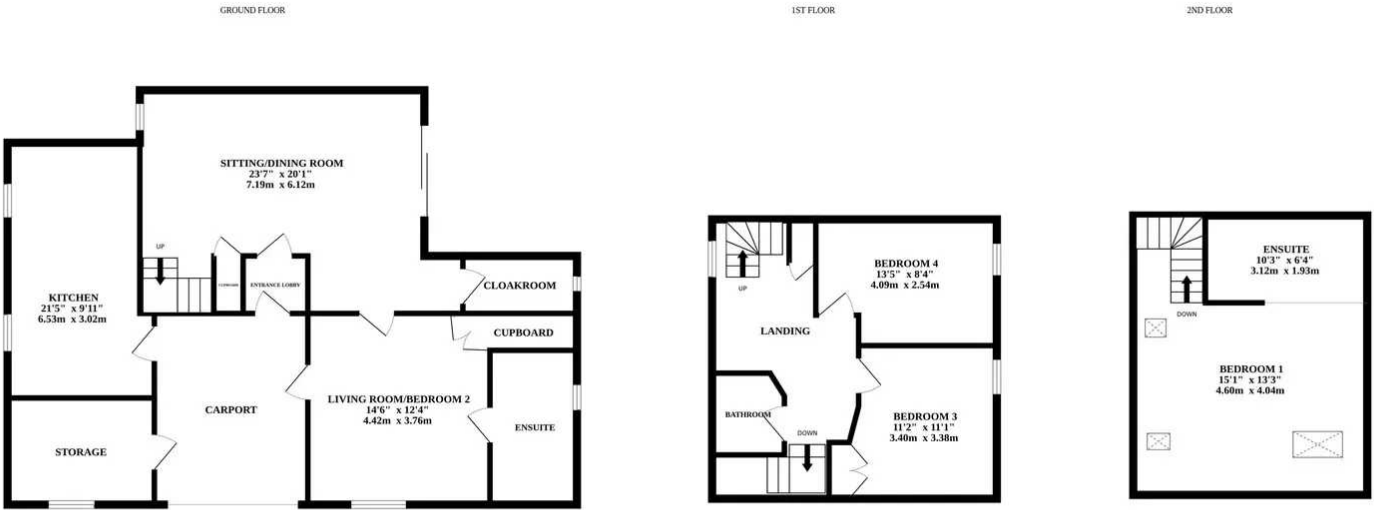 GROUND FLOOR
SITTING/DINING ROOM
23'7" x 20'1"
7.19m x 6.12m
UP
CUPBOARD
ENTRANCE LOBBY
CLOAKROOM
KITCHEN
21'5" x 9'11"
6.53m x 3.02m
CUPBOARD
CARPORT
LIVING ROOM/BEDROOM 2
14'6" x 12'4"
4.42m x 3.76m
ENSUITE
STORAGE
1ST FLOOR
BEDROOM 4
13'5" x 8'4"
4.09m x 2.54m
UP
LANDING
BATHROOM
BEDROOM 3
11'2" x 11'1"
3.40m x 3.38m
DOWN
2ND FLOOR
ENSUITE
10'3" x 6'4"
3.12m x 1.93m
DOWN
BEDROOM 1
15'1" x 13'3"
4.60m x 4.04m